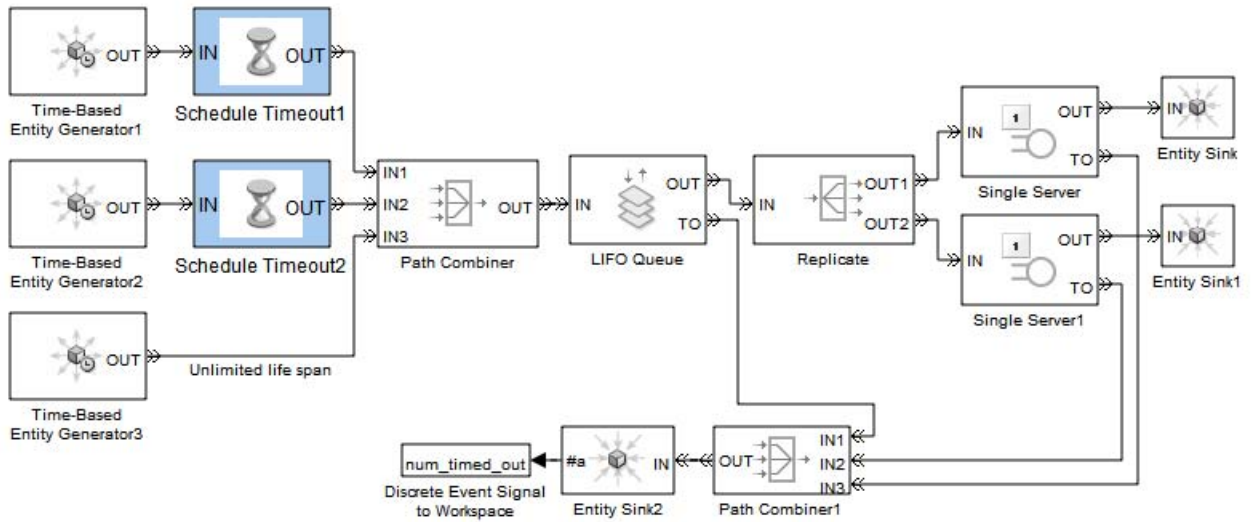 OUT
Time-Based
Entity Generator1
IN
OUT
Schedule Timeout1
OUT
Time-Based
Entity Generator2
IN
OUT
Schedule Timeout2
OUT
Time-Based
Entity Generator3
Unlimited life span
IN1
IN2
IN3
OUT
Path Combiner
IN
OUT
TO
LIFO Queue
IN
OUT1
OUT2
Replicate
1
IN
OUT
TO
Single Server
IN
Entity Sink
1
IN
OUT
TO
Single Server1
IN
Entity Sink1
IN1
IN2
IN3
OUT
Path Combiner1
#a
IN
Entity Sink2
num_timed_out
Discrete Event Signal
to Workspace